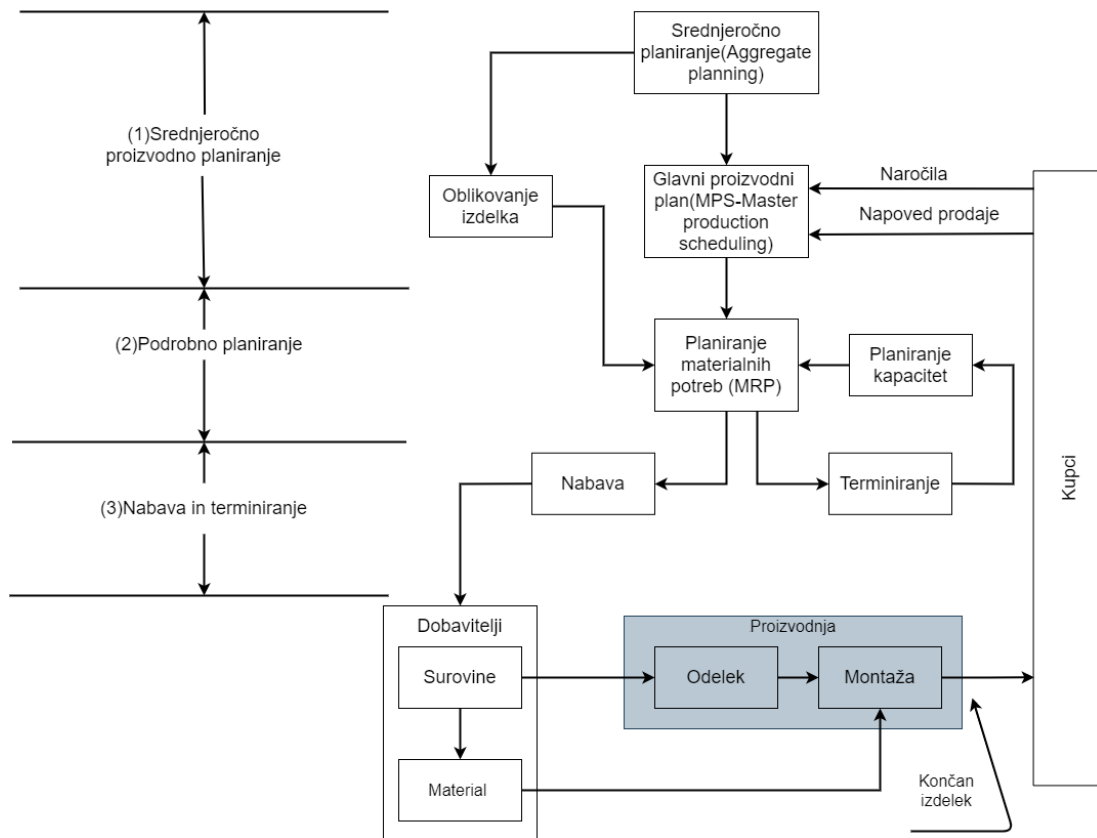 Srednjeročno
planiranje(Aggregate
planning)
(1)Srednjeročno
proizvodno planiranje
Oblikovanje
izdelka
Glavni proizvodni
plan(MPS-Master
production
scheduling)
Naročila
Napoved prodaje
(2)Podrobno planiranje
Planiranje
materialnih
potreb (MRP)
Planiranje
kapacitet
Kupci
(3)Nabava in terminiranje
Nabava
Terminiranje
Dobavitelji
Surovine
Material
Proizvodnja
Odelek
Montaža
Končan
izdelek